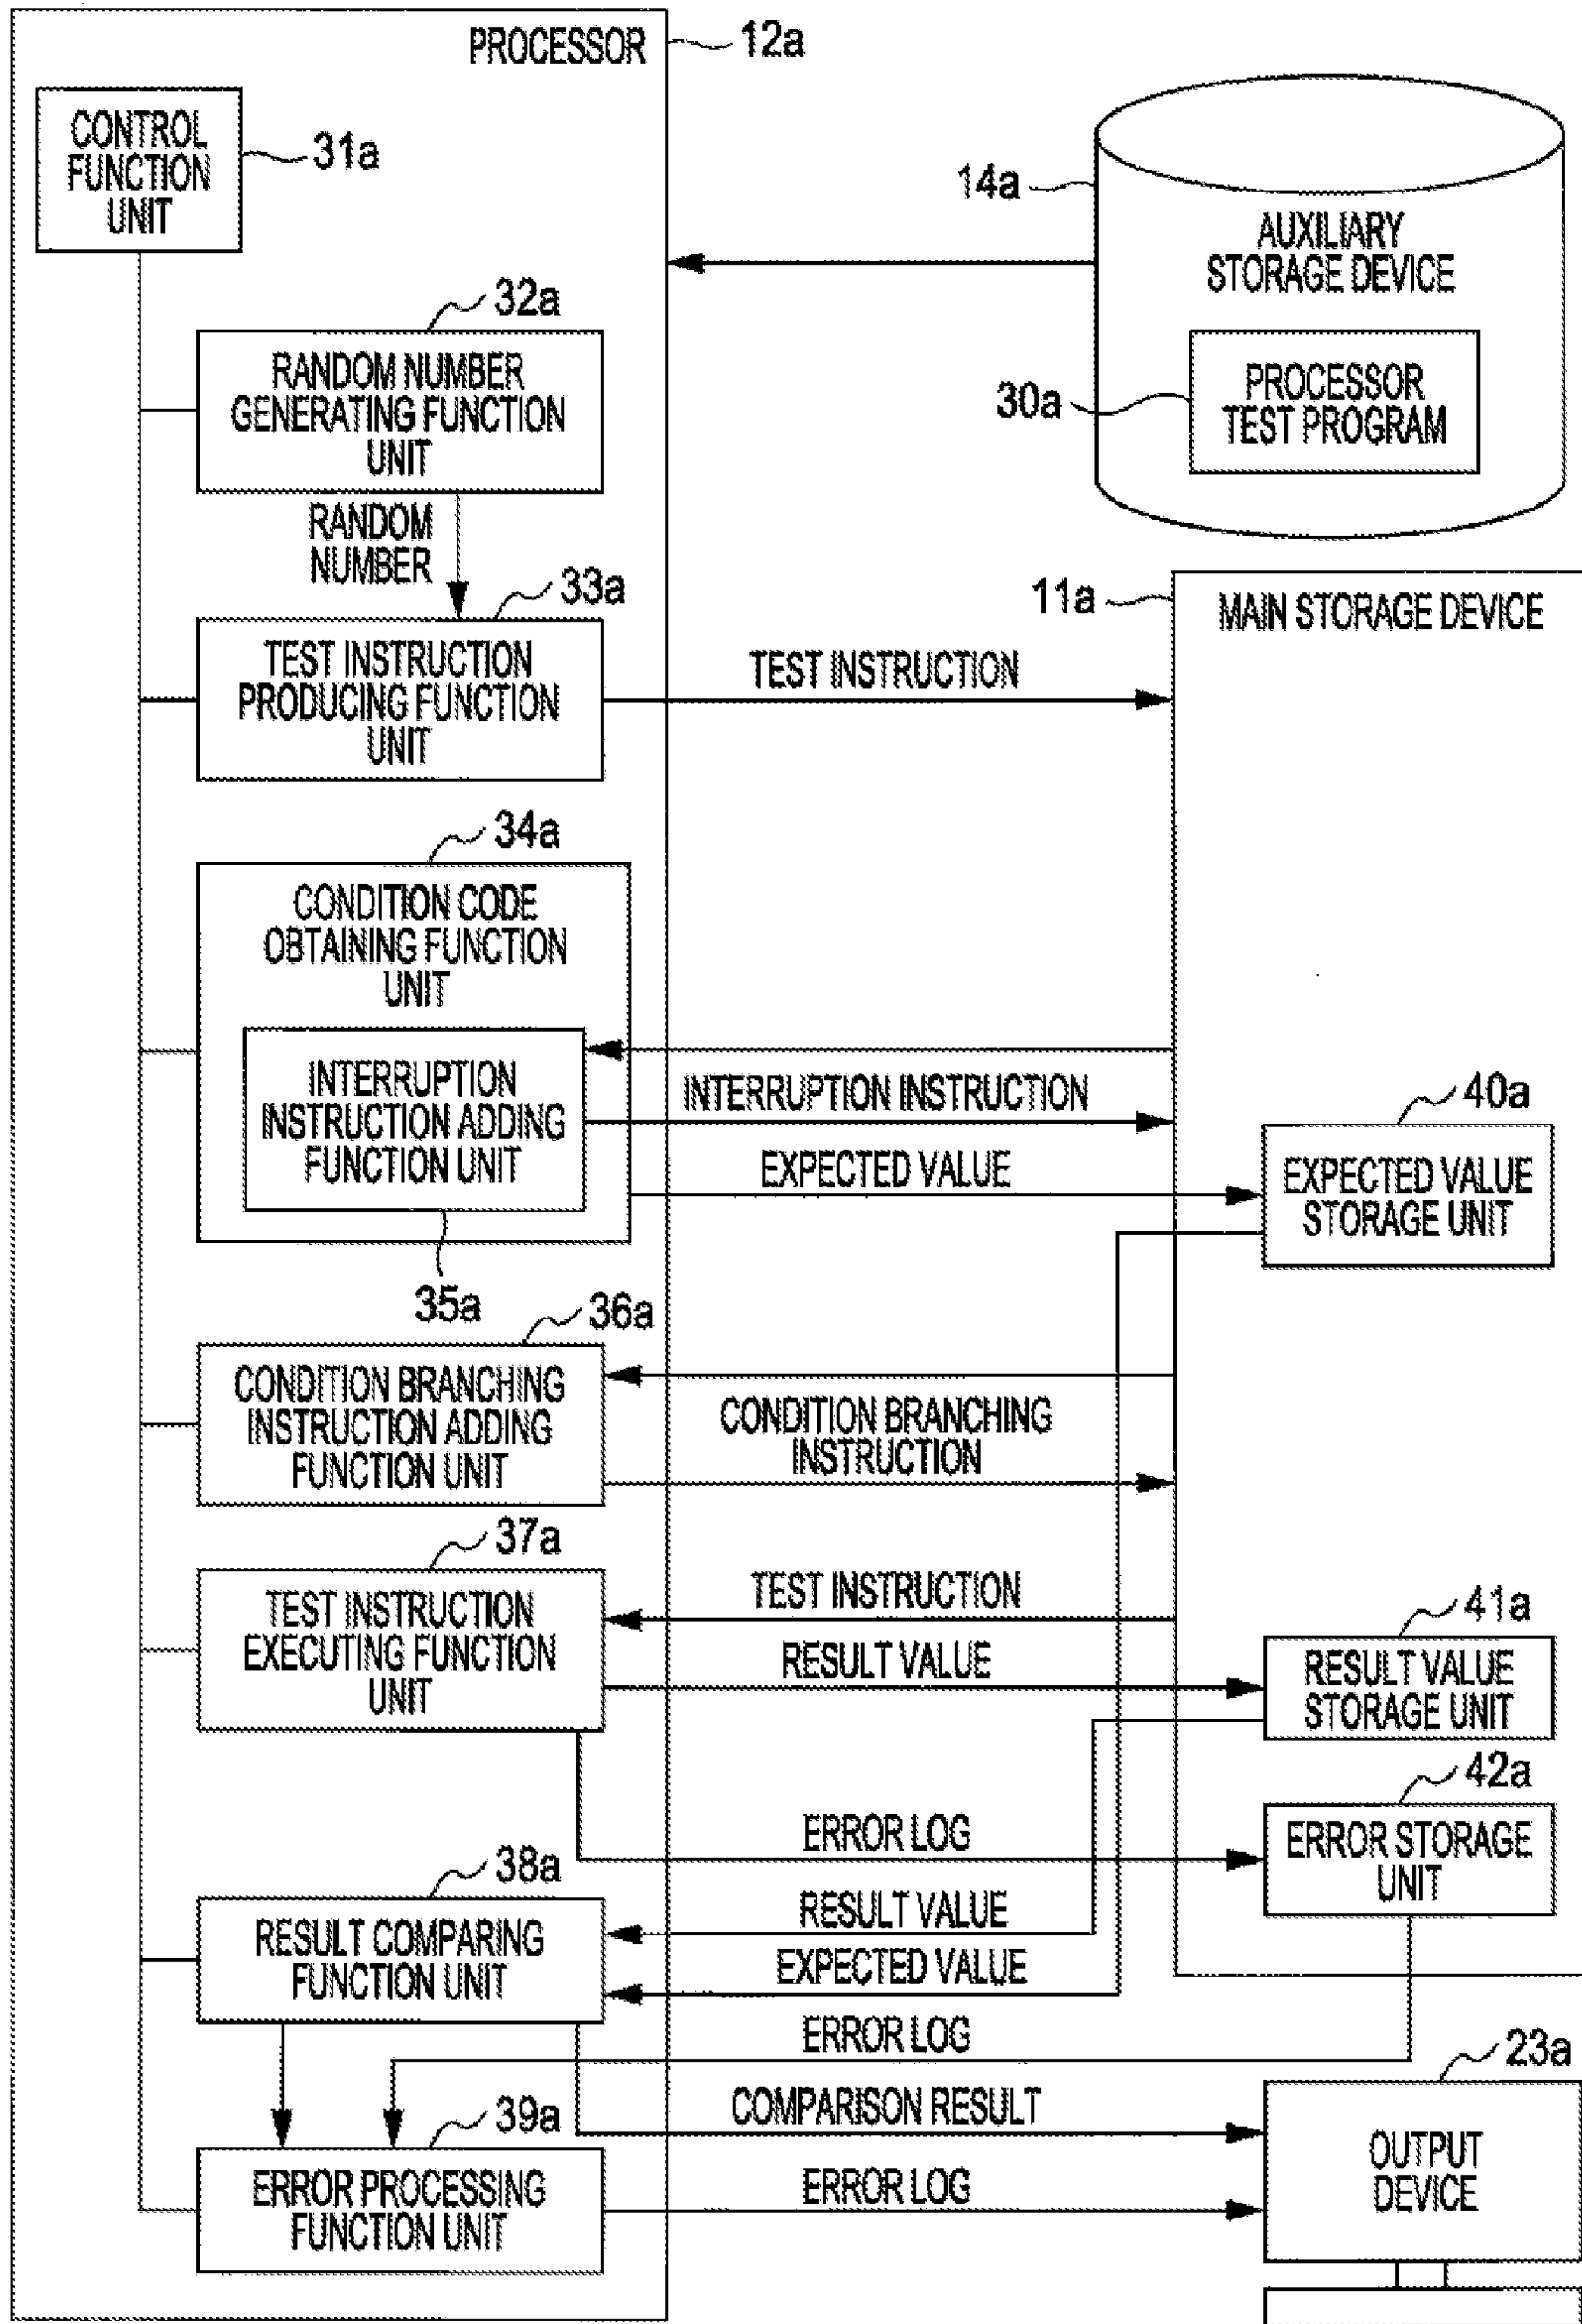 PROCESSOR
12a
CONTROL
FUNCTION
UNIT
31a
14a
AUXILIARY
STORAGE DEVICE
30a
PROCESSOR
TEST PROGRAM
32a
RANDOM NUMBER
GENERATING FUNCTION
UNIT
RANDOM
NUMBER
33a
TEST INSTRUCTION
PRODUCING FUNCTION
UNIT
TEST INSTRUCTION
11a
MAIN STORAGE DEVICE
34a
CONDITION CODE
OBTAINING FUNCTION
UNIT
INTERRUPTION
INSTRUCTION ADDING
FUNCTION UNIT
35a
INTERRUPTION INSTRUCTION
EXPECTED VALUE
40a
EXPECTED VALUE
STORAGE UNIT
36a
CONDITION BRANCHING
INSTRUCTION ADDING
FUNCTION UNIT
CONDITION BRANCHING
INSTRUCTION
37a
TEST INSTRUCTION
EXECUTING FUNCTION
UNIT
TEST INSTRUCTION
RESULT VALUE
41a
RESULT VALUE
STORAGE UNIT
42a
ERROR STORAGE
UNIT
ERROR LOG
38a
RESULT COMPARING
FUNCTION UNIT
RESULT VALUE
EXPECTED VALUE
ERROR LOG
COMPARISON RESULT
23a
OUTPUT
DEVICE
39a
ERROR PROCESSING
FUNCTION UNIT
ERROR LOG